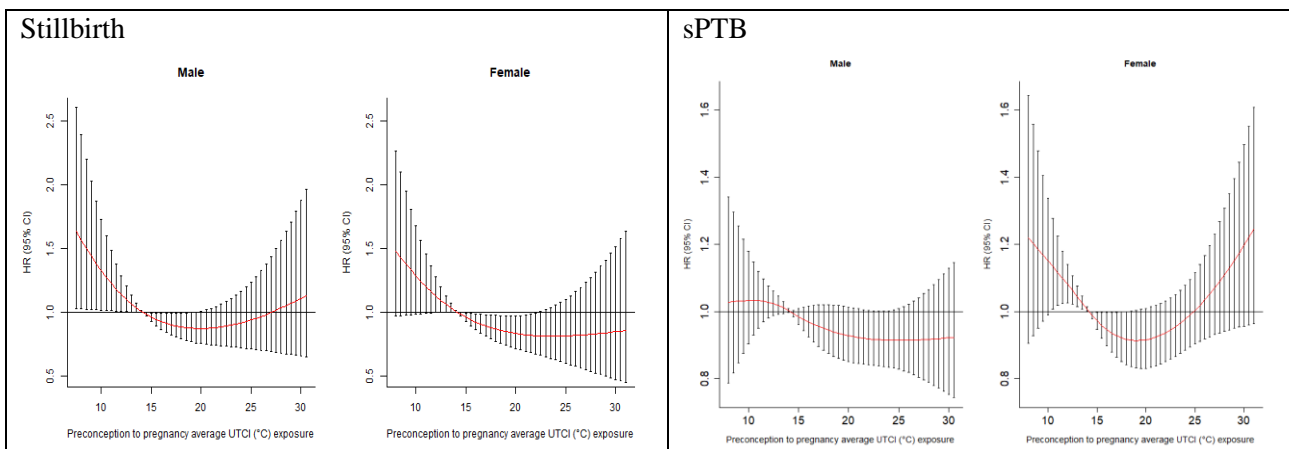 Stillbirth
Male
Female
HR (95% CI)
2.5
2.0
1.5
1.0
0.5
10 15 20 25 30
Preconception to pregnancy average UTCI (°C) exposure
HR (95% CI)
2.5
2.0
1.5
1.0
0.5
10 15 20 25 30
Preconception to pregnancy average UTCI (°C) exposure
sPTB
Male
Female
HR (95% CI)
1.6
1.4
1.2
1.0
0.8
10 15 20 25 30
Preconception to pregnancy average UTCI (°C) exposure
HR (95% CI)
1.6
1.4
1.2
1.0
0.8
10 15 20 25 30
Preconception to pregnancy average UTCI (°C) exposure